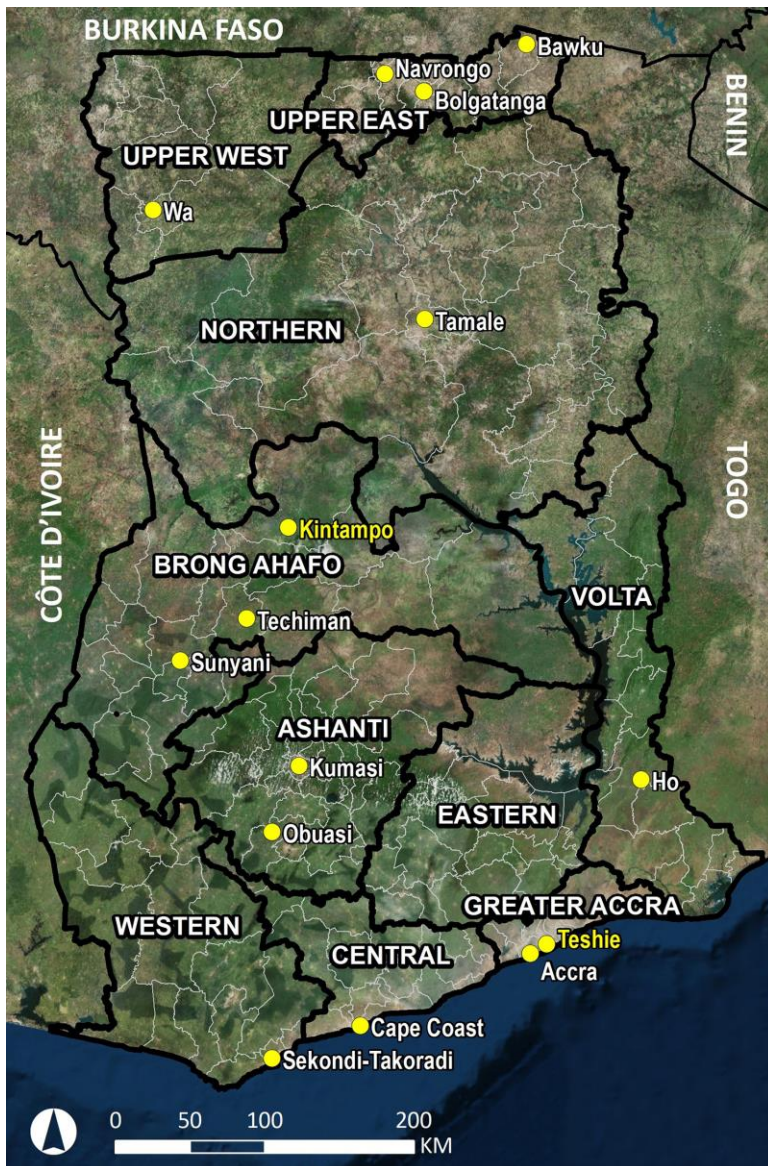 BURKINA FASO
Bawku
Navrongo
BENIN
Bolgatanga
UPPER EAST
UPPER WEST
Wa
NORTHERN
Tamale
CÔTE D'IVOIRE
TOGO
Kintampo
BRONG AHAFO
VOLTA
Techiman
Sunyani
ASHANTI
Kumasi
Ho
EASTERN
Obuasi
GREATER ACCRA
WESTERN
CENTRAL
Teshie
Accra
Cape Coast
Sekondi-Takoradi
0 50 100 200
KM